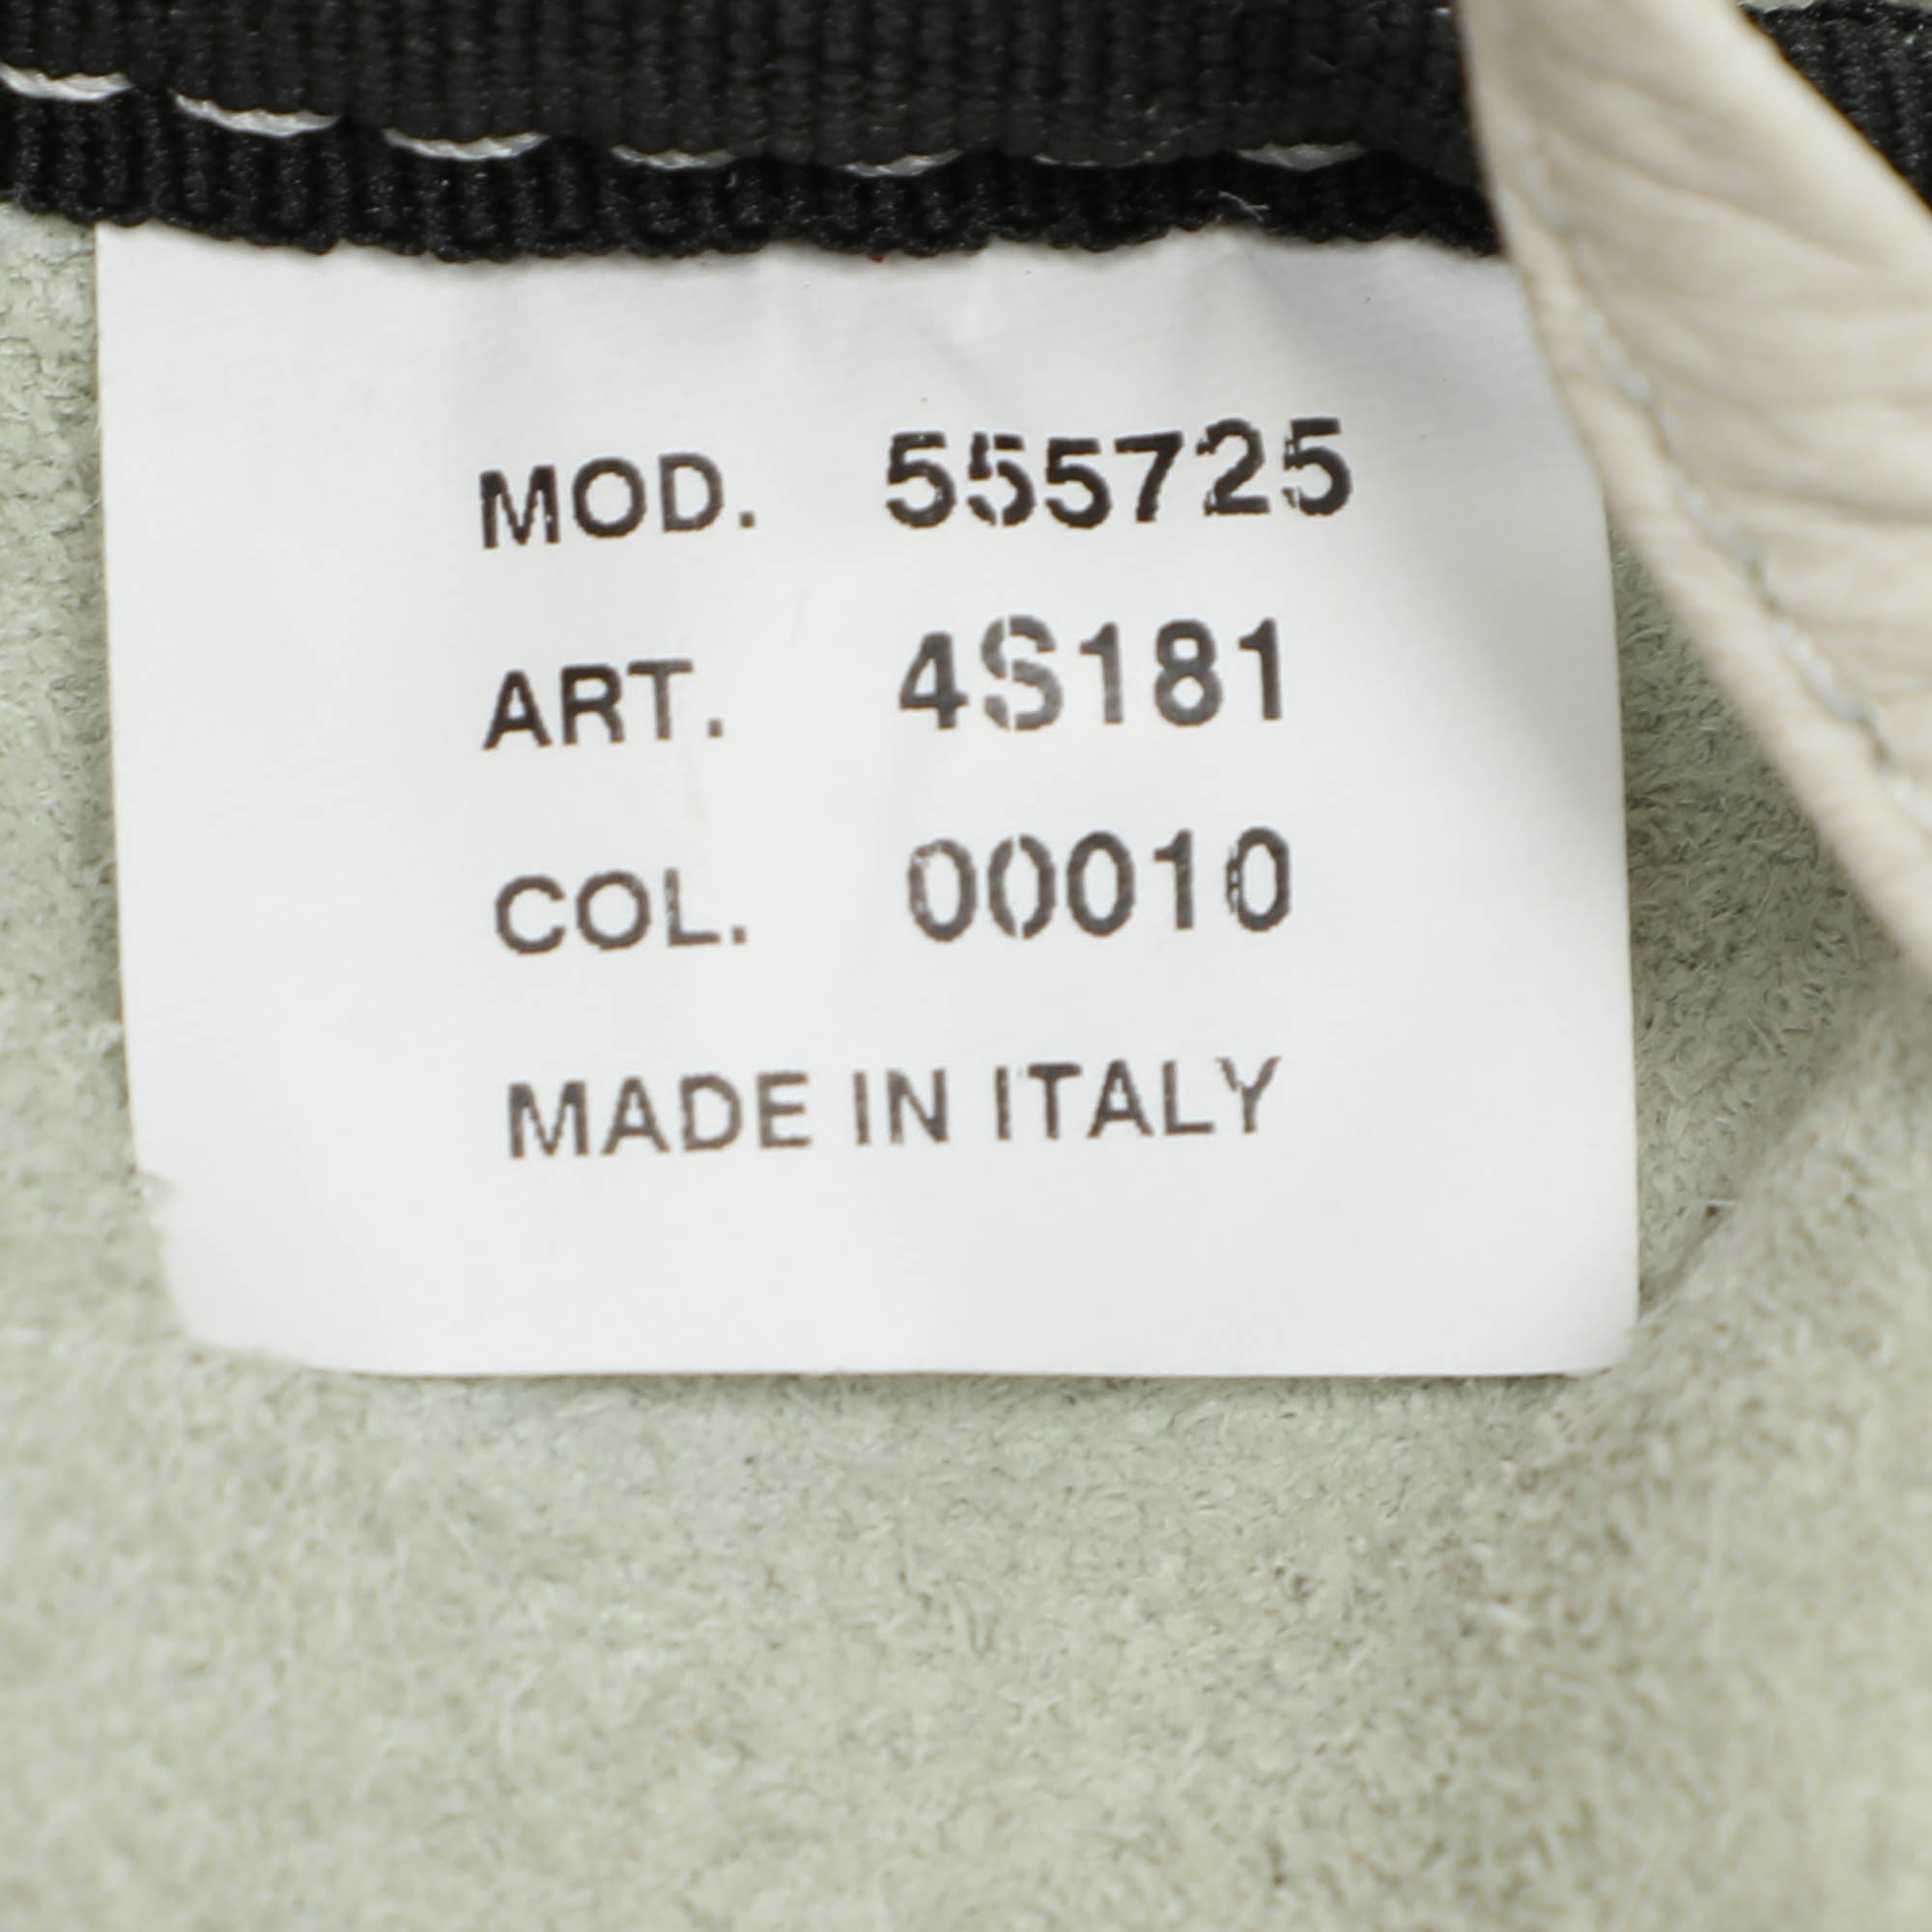 MOD. 555725
ART. 4S181
COL. 00010
MADE IN ITALY